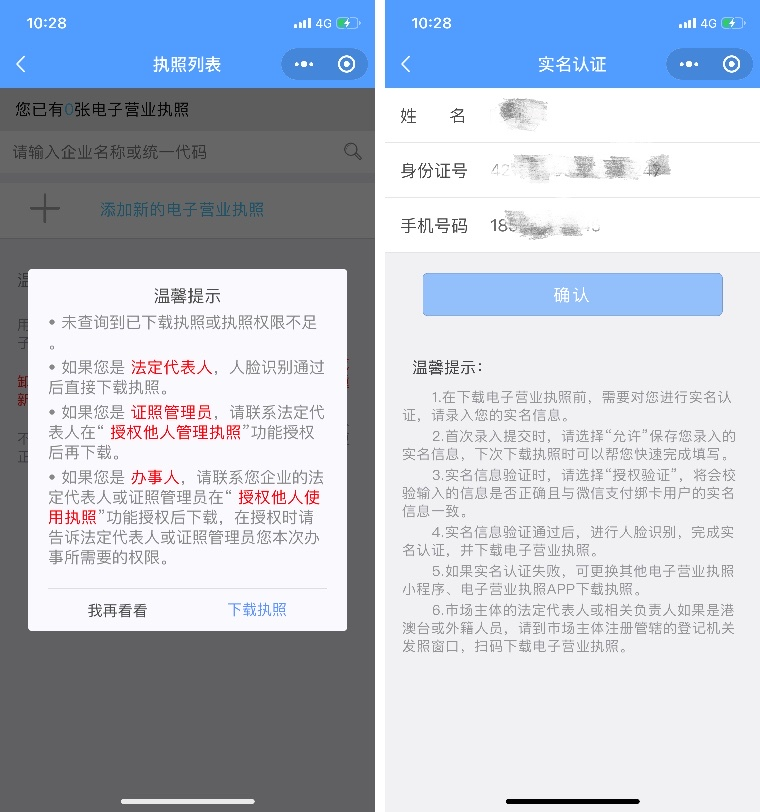 10:28
4G
执照列表
您已有0张电子营业执照
请输入企业名称或统一代码
添加新的电子营业执照
温馨提示
• 未查询到已下载执照或执照权限不足
。
• 如果您是 法定代表人，人脸识别通过
后直接下载执照。
• 如果您是 证照管理员，请联系法定代
表人在“ 授权他人管理执照”功能授权
后再下载。
• 如果您是 办事人，请联系您企业的法
定代表人或证照管理员在“ 授权他人使
用执照”功能授权后下载，在授权时请
告诉法定代表人或证照管理员您本次办
事所需要的权限。
我再看看
下载执照
10:28
4G
实名认证
姓 名
身份证号
手机号码
确认
温馨提示：
1.在下载电子营业执照前，需要对您进行实名认
证，请录入您的实名信息。
2.首次录入提交时，请选择“允许”保存您录入的
实名信息，下次下载执照时可以帮您快速完成填写。
3.实名信息验证时，请选择“授权验证”，将会校
验输入的信息是否正确且与微信支付绑卡用户的实名
信息一致。
4.实名信息验证通过后，进行人脸识别，完成实
名认证，并下载电子营业执照。
5.如果实名认证失败，可更换其他电子营业执照
小程序、电子营业执照APP下载执照。
6.市场主体的法定代表人或相关负责人如果是港
澳台或外籍人员，请到市场主体注册管辖的登记机关
发照窗口，扫码下载电子营业执照。